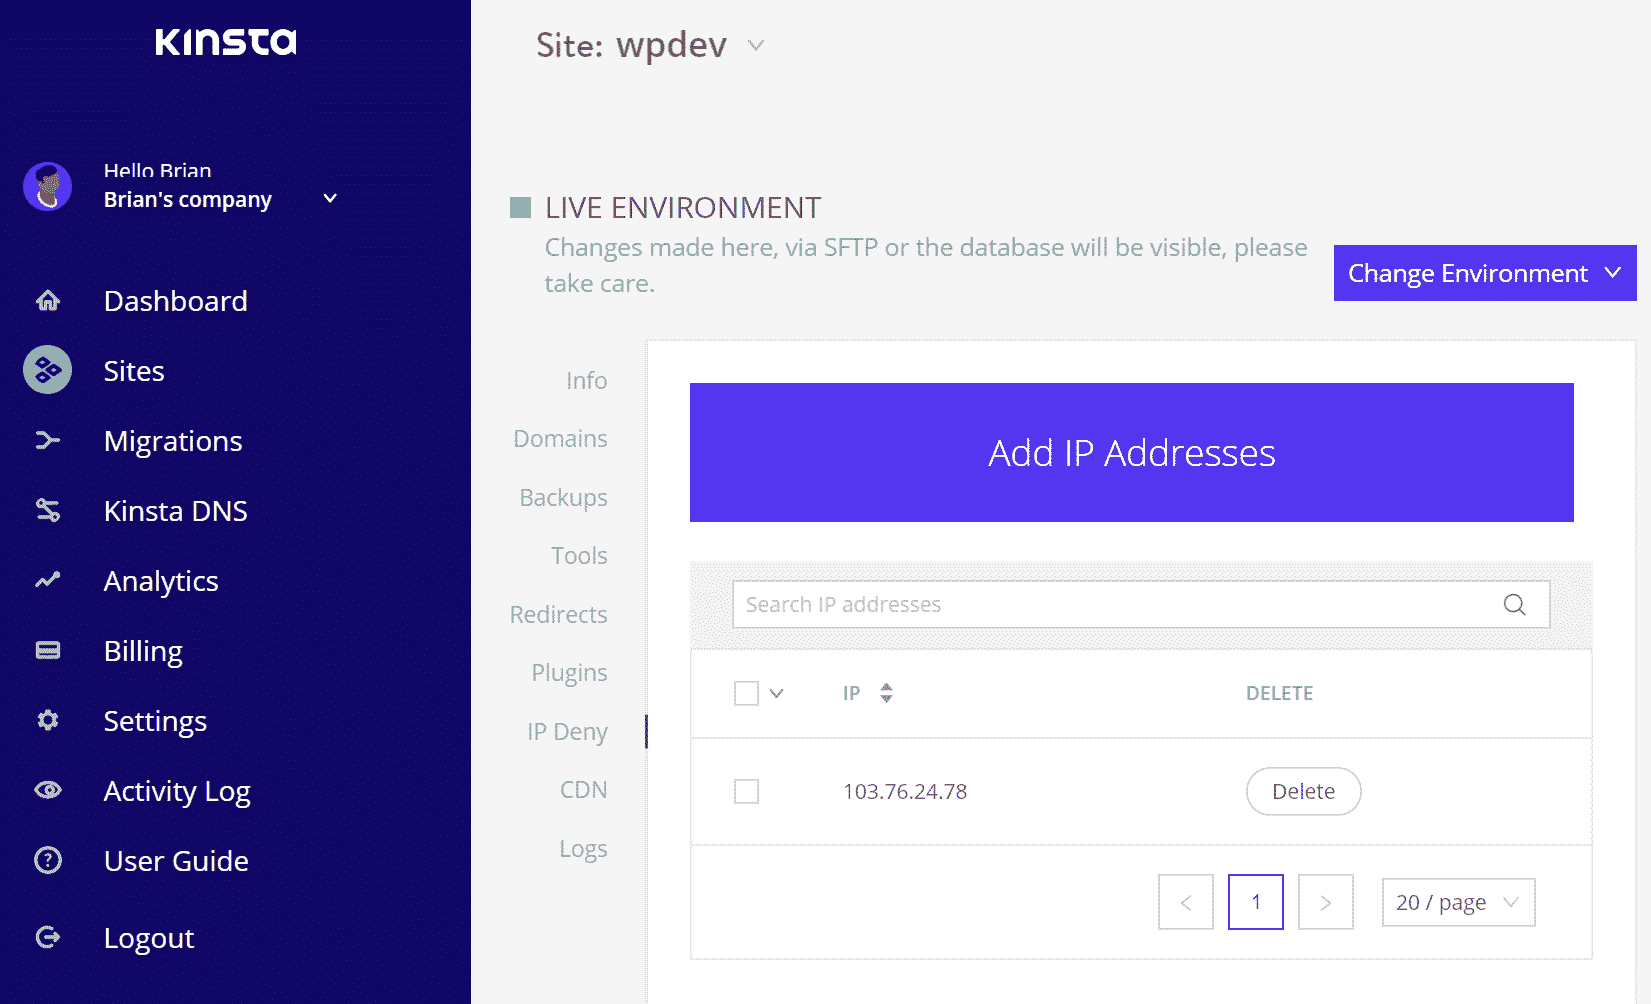 Kinsta
Hello Brian
Brian's company
Dashboard
Sites
Migrations
Kinsta DNS
Analytics
Billing
Settings
Activity Log
User Guide
Logout
Site: wpdev
LIVE ENVIRONMENT
Changes made here, via SFTP or the database will be visible, please
take care.
Change Environment
Info
Domains
Backups
Tools
Redirects
Plugins
IP Deny
CDN
Logs
Add IP Addresses
Search IP addresses
IP DELETE
103.76.24.78 Delete
< 1 > 20 / page